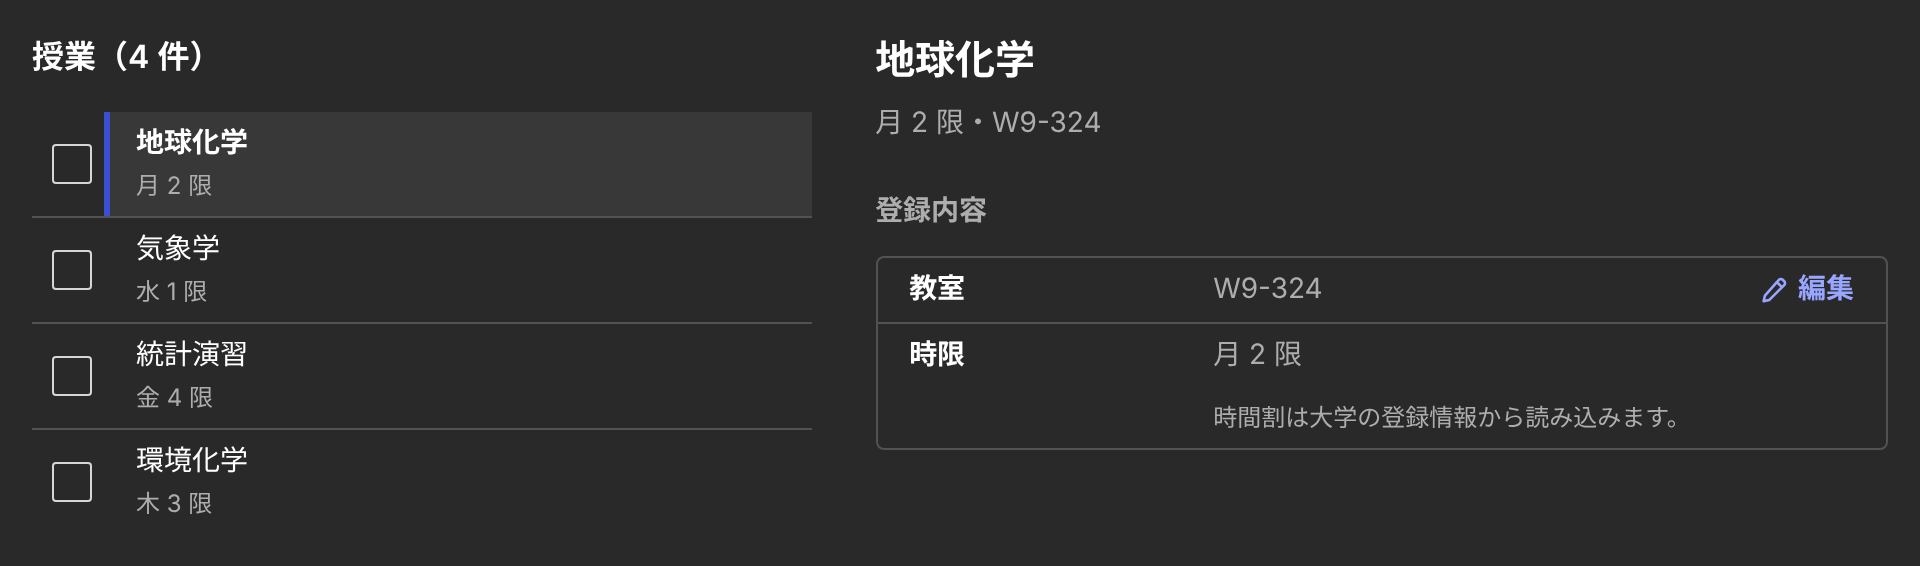 授業（4 件）
地球化学
月 2 限
気象学
水 1 限
統計演習
金 4 限
環境化学
木 3 限
地球化学
月 2 限・W9-324
登録内容
教室 W9-324 編集
時限 月 2 限
時間割は大学の登録情報から読み込みます。